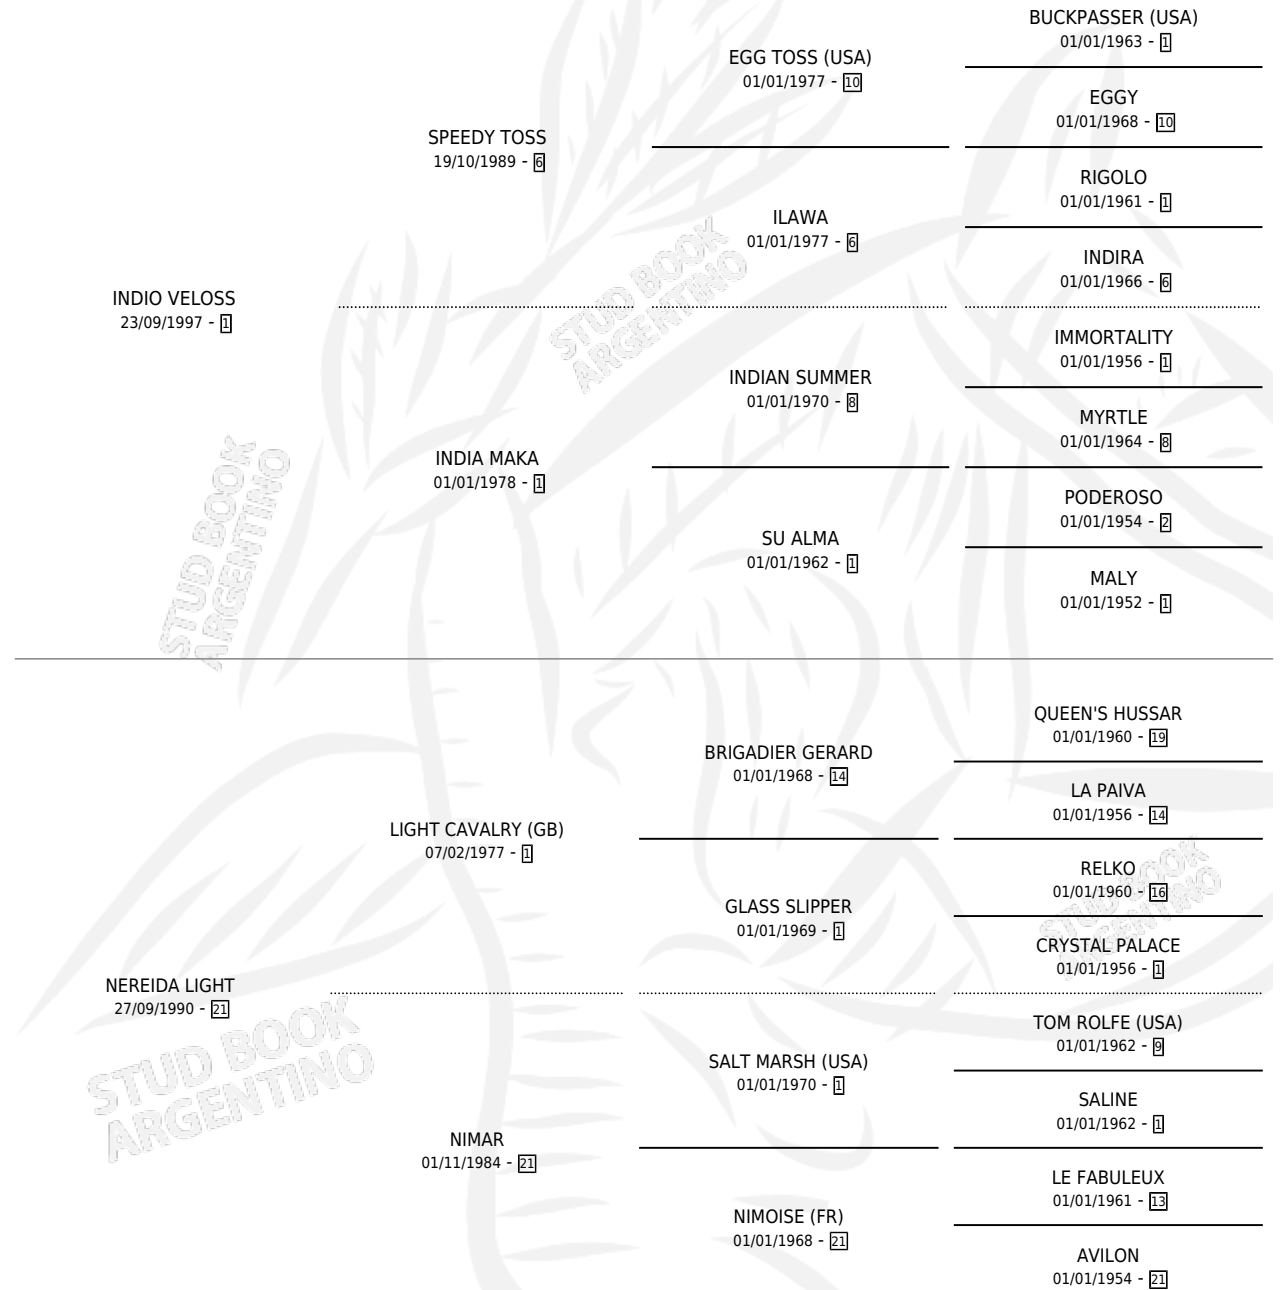 BUCKPASSER (USA)
01/01/1963 - 1
EGG TOSS (USA)
01/01/1977 - 10
EGGY
01/01/1968 - 10
SPEEDY TOSS
19/10/1989 - 6
RIGOLO
01/01/1961 - 1
ILAWA
01/01/1977 - 6
INDIRA
01/01/1966 - 6
INDIO VELOSS
23/09/1997 - 1
IMMORTALITY
01/01/1956 - 1
INDIAN SUMMER
01/01/1970 - 8
MYRTLE
01/01/1964 - 8
INDIA MAKA
01/01/1978 - 1
PODEROSO
01/01/1954 - 2
SU ALMA
01/01/1962 - 1
MALY
01/01/1952 - 1
QUEEN'S HUSSAR
01/01/1960 - 19
BRIGADIER GERARD
01/01/1968 - 14
LA PAIVA
01/01/1956 - 14
LIGHT CAVALRY (GB)
07/02/1977 - 1
RELKO
01/01/1960 - 16
GLASS SLIPPER
01/01/1969 - 1
CRYSTAL PALACE
01/01/1956 - 1
NEREIDA LIGHT
27/09/1990 - 21
TOM ROLFE (USA)
01/01/1962 - 9
SALT MARSH (USA)
01/01/1970 - 1
SALINE
01/01/1962 - 1
NIMAR
01/11/1984 - 21
LE FABULEUX
01/01/1961 - 13
NIMOISE (FR)
01/01/1968 - 21
AVILON
01/01/1954 - 21
STUD BOOK
ARGENTINO
STUD BOOK
ARGENTINO
STUD BOOK
ARGENTINO
STUD BOOK
ARGENTINO